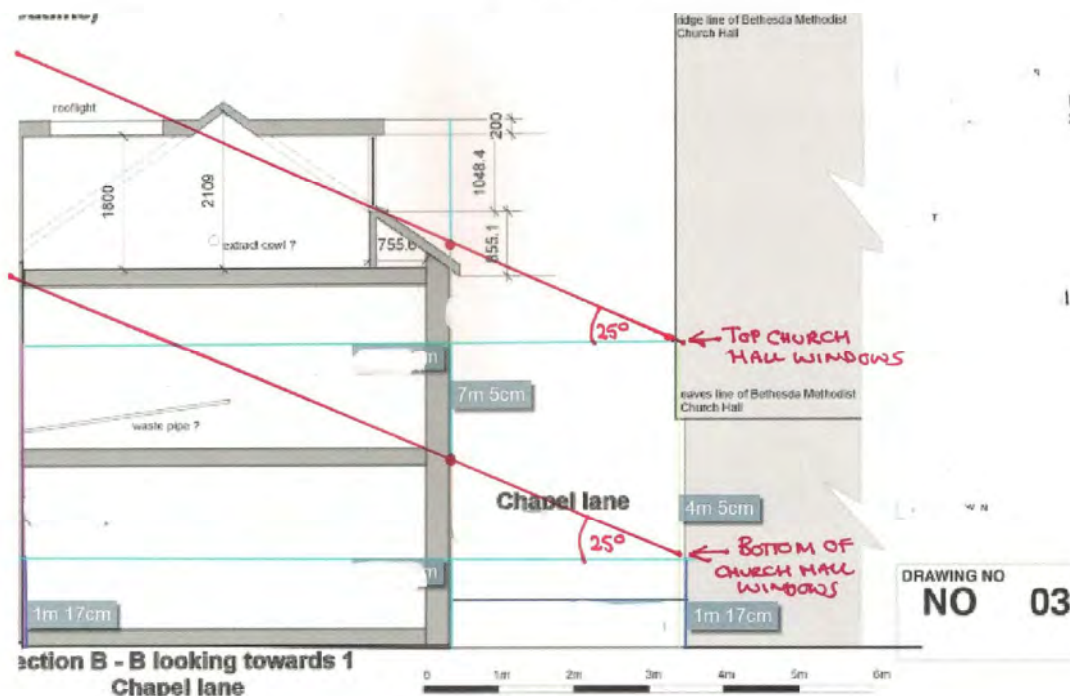 ridge line of Bethesda Methodist
Church Hall
rooflight
200
1048.4
1800
2109
extract cowl ?
755.6
855.1
25°
← TOP CHURCH
HALL WINDOWS
7m 5cm
eaves line of Bethesda Methodist
Church Hall
waste pipe ?
Chapel lane
4m 5cm
25°
← BOTTOM OF
CHURCH HALL
WINDOWS
DRAWING NO
NO 03
1m 17cm
1m 17cm
ection B - B looking towards 1
Chapel lane
0 1m 2m 3m 4m 5m 6m